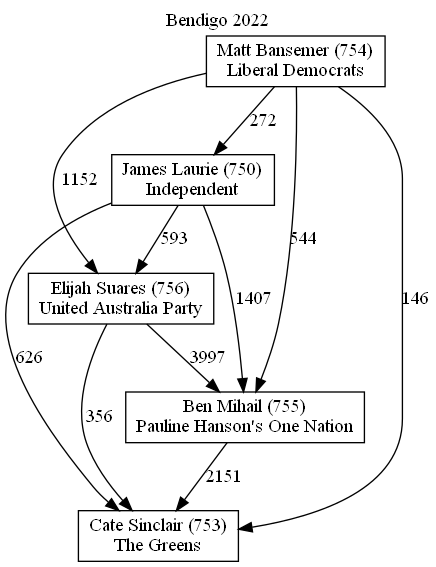 Bendigo 2022
Matt Bansemer (754)
Liberal Democrats
272
James Laurie (750)
Independent
1152
593
544
1407
146
Elijah Suares (756)
United Australia Party
626
356
3997
Ben Mihail (755)
Pauline Hanson's One Nation
2151
Cate Sinclair (753)
The Greens